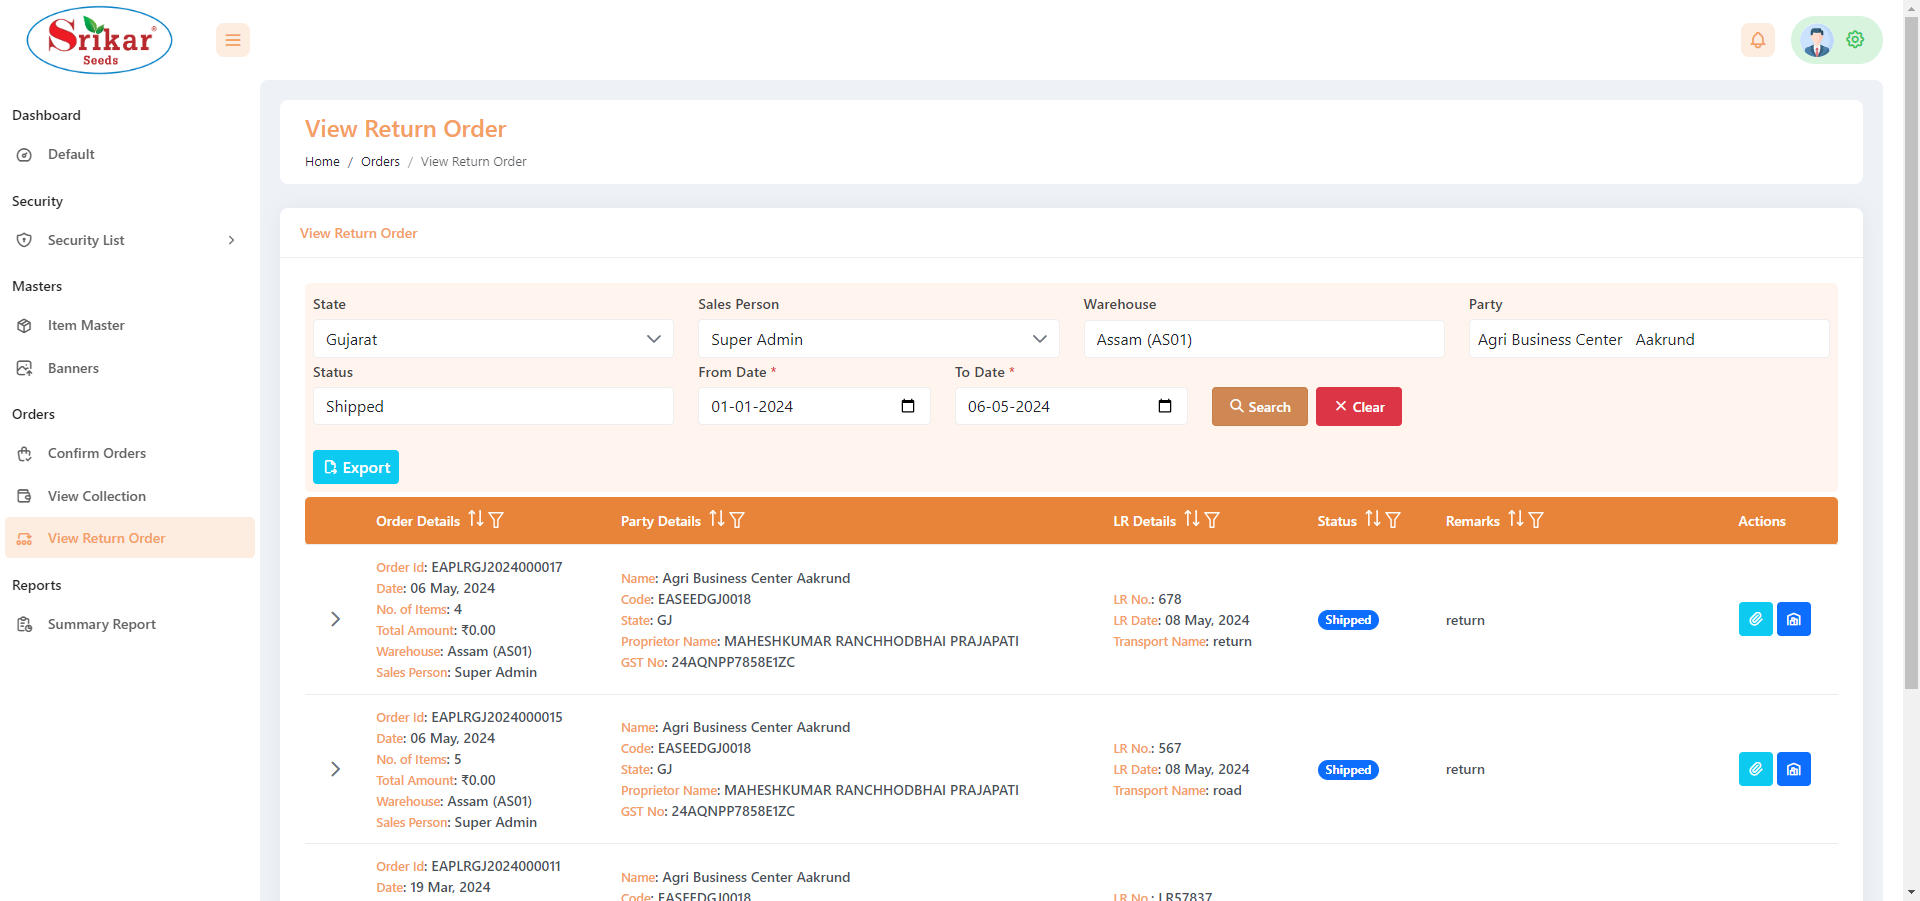 Srikar®
Seeds
Dashboard
Default
Security
Security List
Masters
Item Master
Banners
Orders
Confirm Orders
View Collection
View Return Order
Reports
Summary Report
View Return Order
Home / Orders / View Return Order
View Return Order
State
Gujarat
Sales Person
Super Admin
Warehouse
Assam (AS01)
Party
Agri Business Center Aakrund
Status
Shipped
From Date *
01-01-2024
To Date *
06-05-2024
Search
Clear
Export
Order Details Party Details LR Details Status Remarks Actions
Order Id: EAPLRGJ2024000017
Date: 06 May, 2024
No. of Items: 4
Total Amount: ₹0.00
Warehouse: Assam (AS01)
Sales Person: Super Admin
Name: Agri Business Center Aakrund
Code: EASEEDGJ0018
State: GJ
Proprietor Name: MAHESHKUMAR RANCHHODBHAI PRAJAPATI
GST No: 24AQNPP7858E1ZC
LR No.: 678
LR Date: 08 May, 2024
Transport Name: return
Shipped
return
Order Id: EAPLRGJ2024000015
Date: 06 May, 2024
No. of Items: 5
Total Amount: ₹0.00
Warehouse: Assam (AS01)
Sales Person: Super Admin
Name: Agri Business Center Aakrund
Code: EASEEDGJ0018
State: GJ
Proprietor Name: MAHESHKUMAR RANCHHODBHAI PRAJAPATI
GST No: 24AQNPP7858E1ZC
LR No.: 567
LR Date: 08 May, 2024
Transport Name: road
Shipped
return
Order Id: EAPLRGJ2024000011
Date: 19 Mar, 2024
Name: Agri Business Center Aakrund
Code: EASEEDGJ0018
LR No.: LR57837